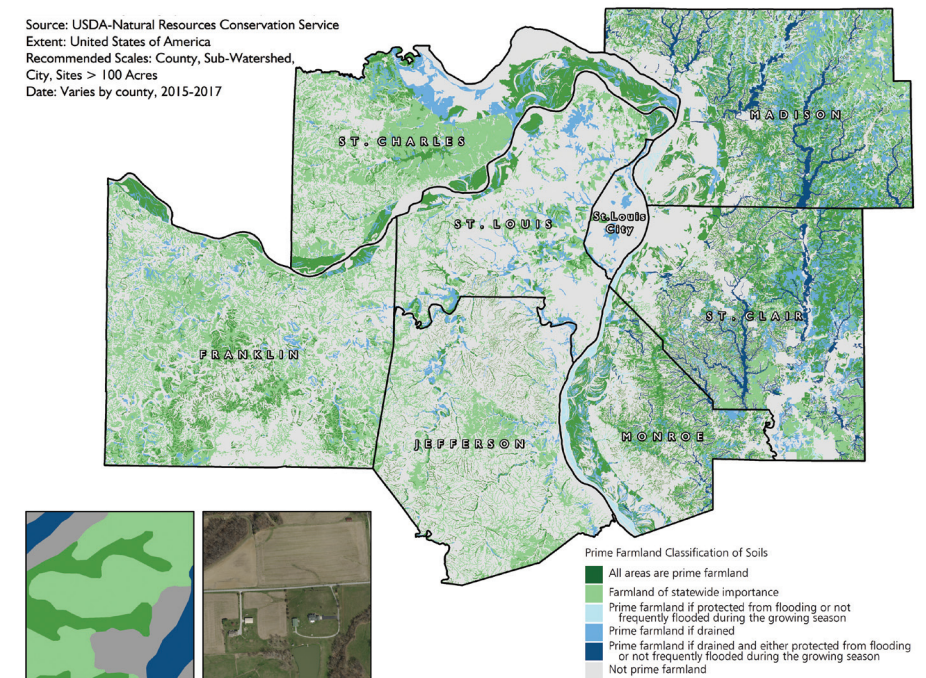 Source: USDA-Natural Resources Conservation Service
Extent: United States of America
Recommended Scales: County, Sub-Watershed,
City, Sites > 100 Acres
Date: Varies by county, 2015-2017
MADISON
ST. CHARLES
ST. LOUIS
St.Louis
City
ST. CLAIR
FRANKLIN
JEFFERSON
MONROE
Prime Farmland Classification of Soils
All areas are prime farmland
Farmland of statewide importance
Prime farmland if protected from flooding or not
frequently flooded during the growing season
Prime farmland if drained
Prime farmland if drained and either protected from flooding
or not frequently flooded during the growing season
Not prime farmland